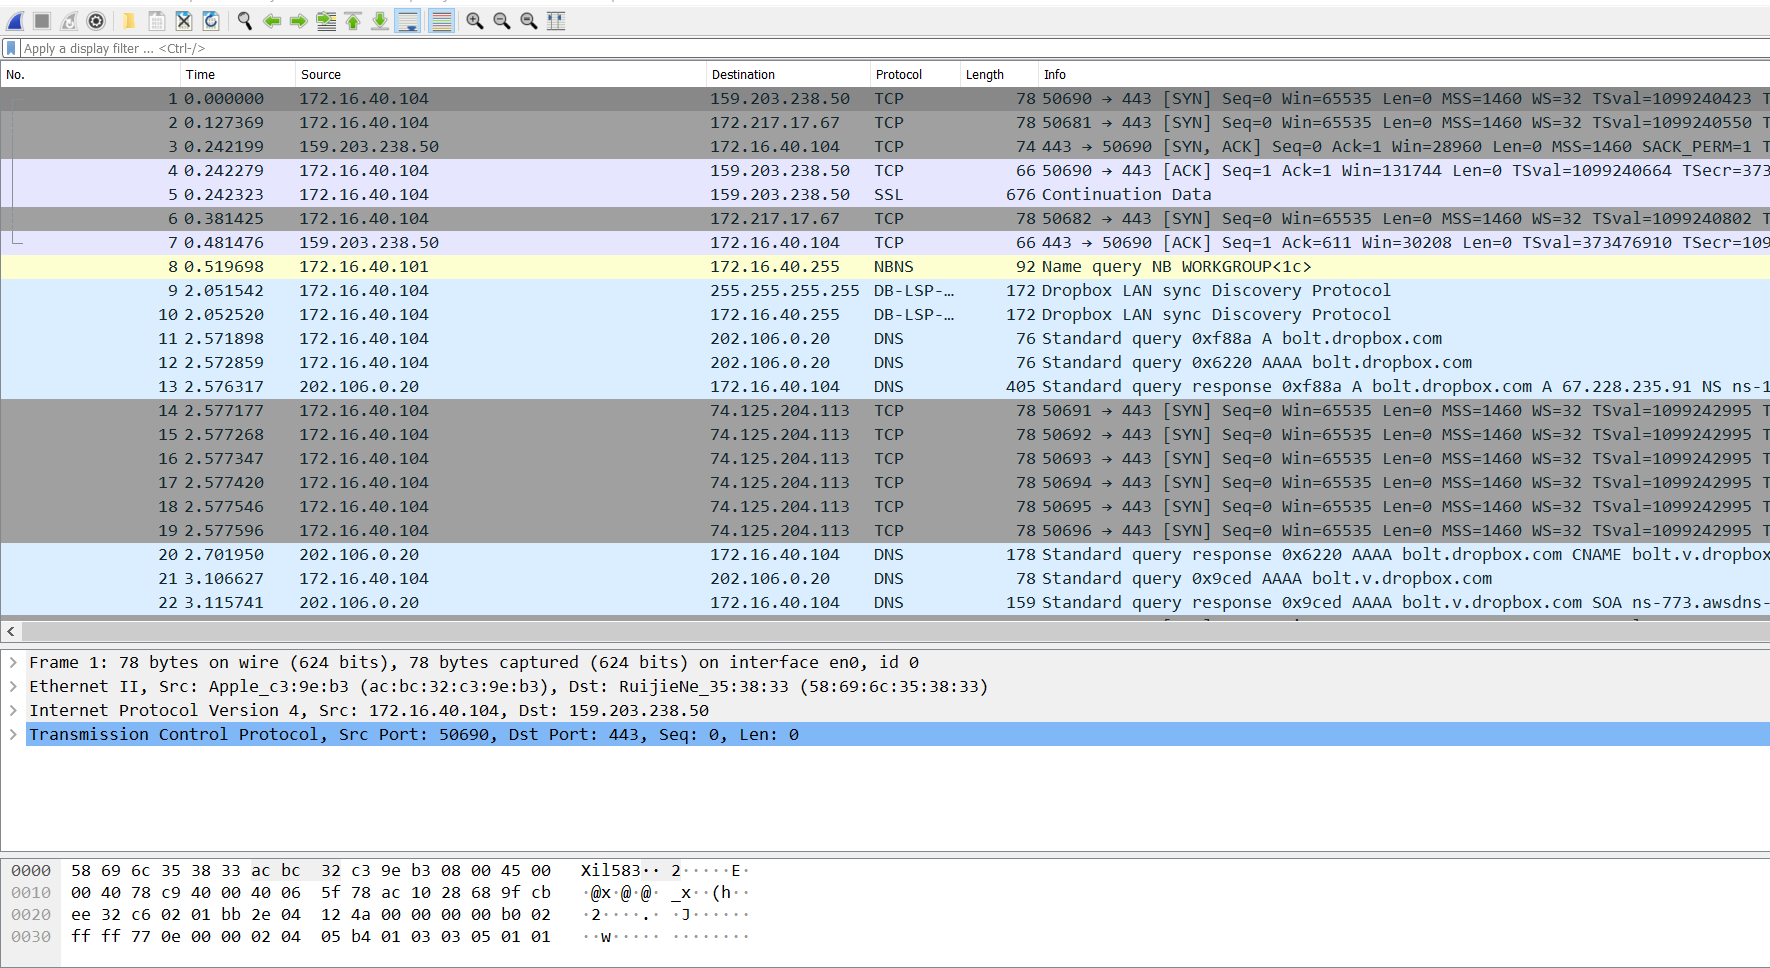 Apply a display filter ... <Ctrl-/>
No. Time Source Destination Protocol Length Info
1 0.000000 172.16.40.104 159.203.238.50 TCP 78 50690 → 443 [SYN] Seq=0 Win=65535 Len=0 MSS=1460 WS=32 TSval=1099240423 T
2 0.127369 172.16.40.104 172.217.17.67 TCP 78 50681 → 443 [SYN] Seq=0 Win=65535 Len=0 MSS=1460 WS=32 TSval=1099240550 T
3 0.242199 159.203.238.50 172.16.40.104 TCP 74 443 → 50690 [SYN, ACK] Seq=0 Ack=1 Win=28960 Len=0 MSS=1460 SACK_PERM=1 T
4 0.242279 172.16.40.104 159.203.238.50 TCP 66 50690 → 443 [ACK] Seq=1 Ack=1 Win=131744 Len=0 TSval=1099240664 TSecr=373
5 0.242323 172.16.40.104 159.203.238.50 SSL 676 Continuation Data
6 0.381425 172.16.40.104 172.217.17.67 TCP 78 50682 → 443 [SYN] Seq=0 Win=65535 Len=0 MSS=1460 WS=32 TSval=1099240802 T
7 0.481476 159.203.238.50 172.16.40.104 TCP 66 443 → 50690 [ACK] Seq=1 Ack=611 Win=30208 Len=0 TSval=373476910 TSecr=109
8 0.519698 172.16.40.101 172.16.40.255 NBNS 92 Name query NB WORKGROUP<1c>
9 2.051542 172.16.40.104 255.255.255.255 DB-LSP-… 172 Dropbox LAN sync Discovery Protocol
10 2.052520 172.16.40.104 172.16.40.255 DB-LSP-… 172 Dropbox LAN sync Discovery Protocol
11 2.571898 172.16.40.104 202.106.0.20 DNS 76 Standard query 0xf88a A bolt.dropbox.com
12 2.572859 172.16.40.104 202.106.0.20 DNS 76 Standard query 0x6220 AAAA bolt.dropbox.com
13 2.576317 202.106.0.20 172.16.40.104 DNS 405 Standard query response 0xf88a A bolt.dropbox.com A 67.228.235.91 NS ns-1
14 2.577177 172.16.40.104 74.125.204.113 TCP 78 50691 → 443 [SYN] Seq=0 Win=65535 Len=0 MSS=1460 WS=32 TSval=1099242995 T
15 2.577268 172.16.40.104 74.125.204.113 TCP 78 50692 → 443 [SYN] Seq=0 Win=65535 Len=0 MSS=1460 WS=32 TSval=1099242995 T
16 2.577347 172.16.40.104 74.125.204.113 TCP 78 50693 → 443 [SYN] Seq=0 Win=65535 Len=0 MSS=1460 WS=32 TSval=1099242995 T
17 2.577420 172.16.40.104 74.125.204.113 TCP 78 50694 → 443 [SYN] Seq=0 Win=65535 Len=0 MSS=1460 WS=32 TSval=1099242995 T
18 2.577546 172.16.40.104 74.125.204.113 TCP 78 50695 → 443 [SYN] Seq=0 Win=65535 Len=0 MSS=1460 WS=32 TSval=1099242995 T
19 2.577596 172.16.40.104 74.125.204.113 TCP 78 50696 → 443 [SYN] Seq=0 Win=65535 Len=0 MSS=1460 WS=32 TSval=1099242995 T
20 2.701950 202.106.0.20 172.16.40.104 DNS 178 Standard query response 0x6220 AAAA bolt.dropbox.com CNAME bolt.v.dropbox
21 3.106627 172.16.40.104 202.106.0.20 DNS 78 Standard query 0x9ced AAAA bolt.v.dropbox.com
22 3.115741 202.106.0.20 172.16.40.104 DNS 159 Standard query response 0x9ced AAAA bolt.v.dropbox.com SOA ns-773.awsdns-
Frame 1: 78 bytes on wire (624 bits), 78 bytes captured (624 bits) on interface en0, id 0
Ethernet II, Src: Apple_c3:9e:b3 (ac:bc:32:c3:9e:b3), Dst: RuijieNe_35:38:33 (58:69:6c:35:38:33)
Internet Protocol Version 4, Src: 172.16.40.104, Dst: 159.203.238.50
Transmission Control Protocol, Src Port: 50690, Dst Port: 443, Seq: 0, Len: 0
0000 58 69 6c 35 38 33 ac bc 32 c3 9e b3 08 00 45 00 Xil583·· 2·····E·
0010 00 40 78 c9 40 00 40 06 5f 78 ac 10 28 68 9f cb ·@x·@·@· _x··(h··
0020 ee 32 c6 02 01 bb 2e 04 12 4a 00 00 00 00 b0 02 ·2····.· ·J······
0030 ff ff 77 0e 00 00 02 04 05 b4 01 03 03 05 01 01 ··w····· ········